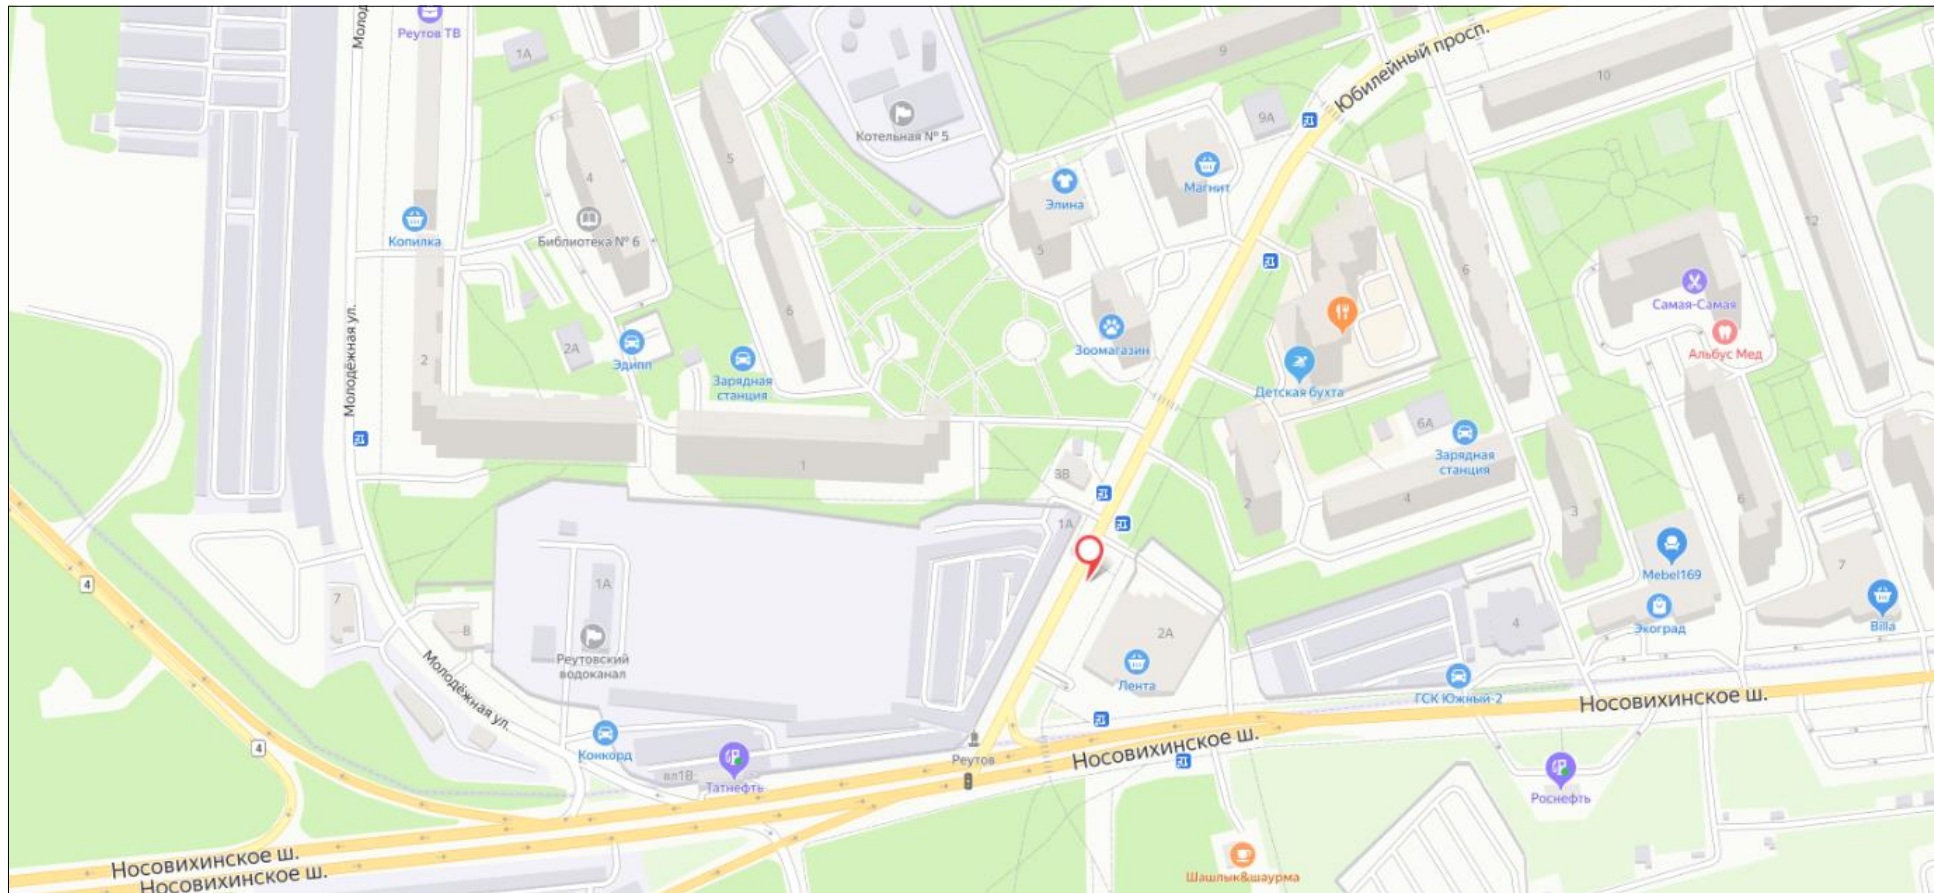 Молод
Реутов ТВ
1А
9
Юбилейный просп.
10
Котельная № 5
9А
5
Магнит
4
Элина
Копилка
Библиотека № 6
5
12
6
Самая-Самая
6
Альбус Мед
Зоомагазин
Молодёжная ул.
2
2А
Эдипп
Зарядная
станция
Детская бухта
6А
Зарядная
станция
1
3В
2
4
3
6
1А
Mebel169
7
1А
7
Экоград
Billa
8
2А
4
Реутовский
водоканал
Лента
ГСК Южный-2
Носовихинское ш.
4
4
Молодёжная ул.
Конкорд
вл1В
Татнефть
Реутов
Носовихинское ш.
Роснефть
Носовихинское ш.
Носовихинское ш.
Шашлык&шаурма